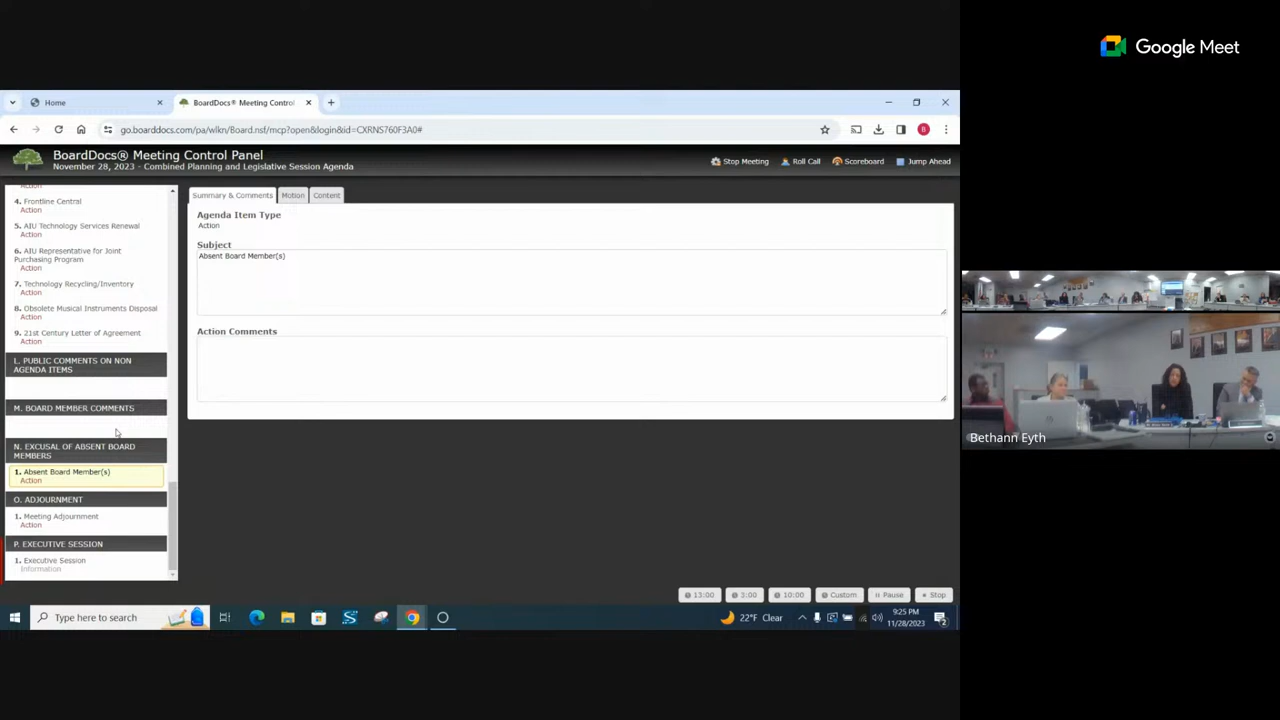 Google Meet
Home
BoardDocs® Meeting Control
go.boarddocs.com/pa/wlkn/Board.nsf/mcp?open&login&id=CXRNS760F3A0#
B
BoardDocs® Meeting Control Panel
November 28, 2023 - Combined Planning and Legislative Session Agenda
Stop Meeting
Roll Call
Scoreboard
Jump Ahead
Action
4. Frontline Central
Action
5. AIU Technology Services Renewal
Action
6. AIU Representative for Joint
Purchasing Program
Action
7. Technology Recycling/Inventory
Action
8. Obsolete Musical Instruments Disposal
Action
9. 21st Century Letter of Agreement
Action
L. PUBLIC COMMENTS ON NON
AGENDA ITEMS
M. BOARD MEMBER COMMENTS
N. EXCUSAL OF ABSENT BOARD
MEMBERS
1. Absent Board Member(s)
Action
O. ADJOURNMENT
1. Meeting Adjournment
Action
P. EXECUTIVE SESSION
1. Executive Session
Information
Summary & Comments
Motion
Content
Agenda Item Type
Action
Subject
Absent Board Member(s)
Action Comments
13:00
3:00
10:00
Custom
Pause
Stop
Bethann Eyth
Type here to search
22°F Clear
9:25 PM
11/28/2023
2